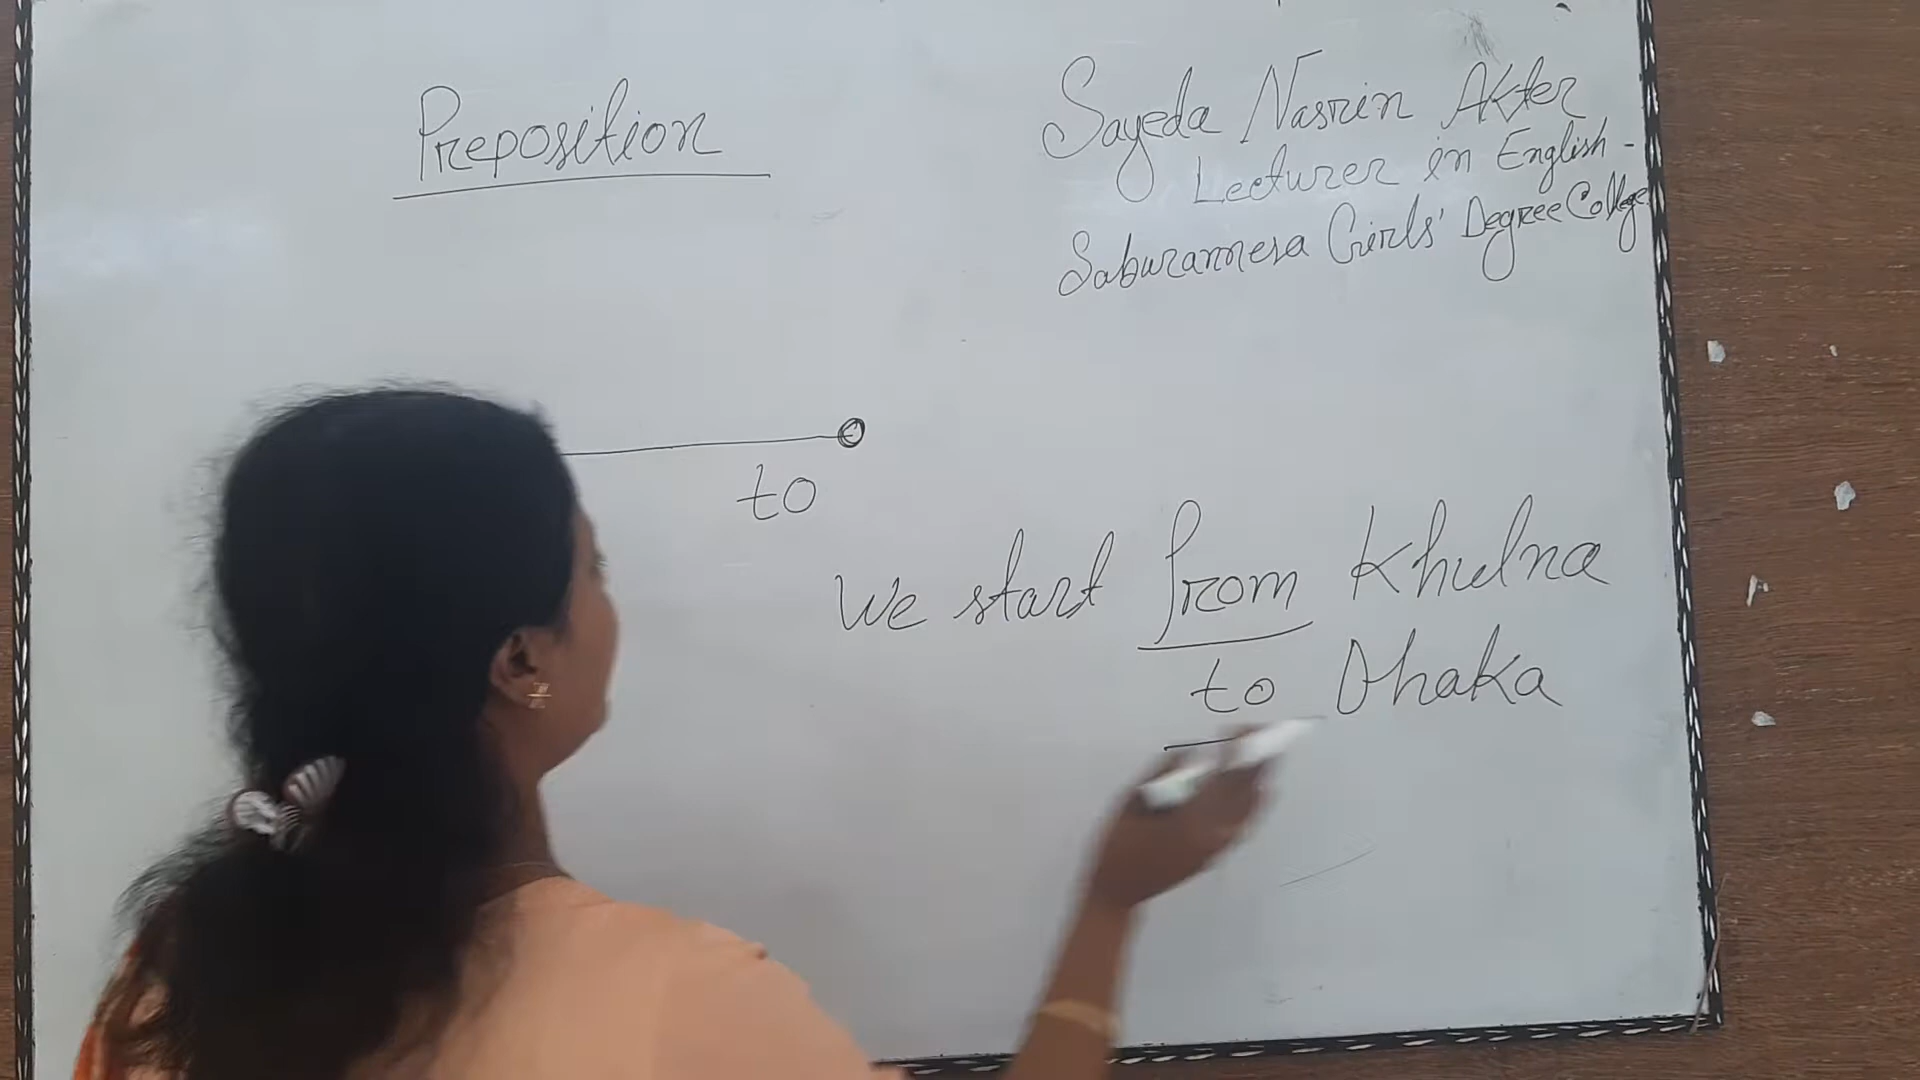 Preposition
Sayeda Nasrin Akter
Lecturer in English -
Saburannesa Girls' Degree College
to
We start from Khulna
to Dhaka